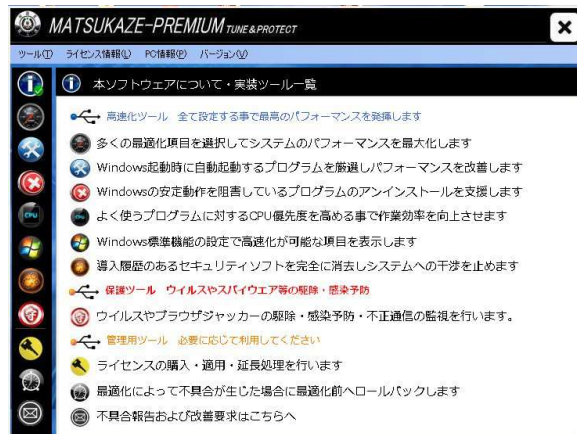 MATSUKAZE-PREMIUM TUNE & PROTECT
ツール(T) ライセンス情報(L) PC情報(P) バージョン(V)
本ソフトウェアについて・実装ツール一覧
高速化ツール 全て設定する事で最高のパフォーマンスを発揮します
多くの最適化項目を選択してシステムのパフォーマンスを最大化します
Windows起動時に自動起動するプログラムを厳選しパフォーマンスを改善します
Windowsの安定動作を阻害しているプログラムのアンインストールを支援します
CPU
よく使うプログラムに対するCPU優先度を高める事で作業効率を向上させます
Windows標準機能の設定で高速化が可能な項目を表示します
導入履歴のあるセキュリティソフトを完全に消去しシステムへの干渉を止めます
保護ツール ウイルスやスパイウエア等の駆除・感染予防
ウイルスやブラウザジャッカーの駆除・感染予防・不正通信の監視を行います。
管理用ツール 必要に応じて利用してください
ライセンスの購入・適用・延長処理を行います
最適化によって不具合が生じた場合に最適化前へロールバックします
不具合報告および改善要求はこちらへ